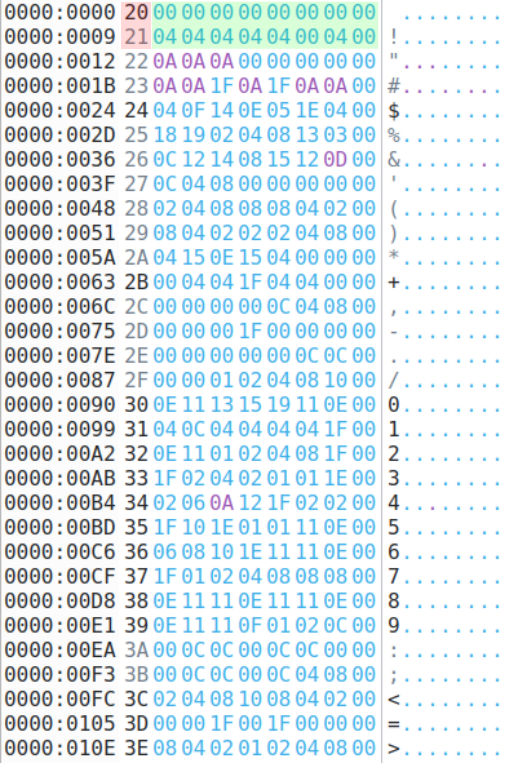 0000:0000 20 00 00 00 00 00 00 00 00  ........
0000:0009 21 04 04 04 04 04 00 04 00 !........
0000:0012 22 0A 0A 0A 00 00 00 00 00 "........
0000:001B 23 0A 0A 1F 0A 1F 0A 0A 00 #........
0000:0024 24 04 0F 14 0E 05 1E 04 00 $........
0000:002D 25 18 19 02 04 08 13 03 00 %........
0000:0036 26 0C 12 14 08 15 12 0D 00 &........
0000:003F 27 0C 04 08 00 00 00 00 00 '........
0000:0048 28 02 04 08 08 08 04 02 00 (........
0000:0051 29 08 04 02 02 02 04 08 00 )........
0000:005A 2A 04 15 0E 15 04 00 00 00 *........
0000:0063 2B 00 04 04 1F 04 04 00 00 +........
0000:006C 2C 00 00 00 00 0C 04 08 00 ,........
0000:0075 2D 00 00 00 1F 00 00 00 00 -........
0000:007E 2E 00 00 00 00 00 0C 0C 00 .........
0000:0087 2F 00 00 01 02 04 08 10 00 /........
0000:0090 30 0E 11 13 15 19 11 0E 00 0........
0000:0099 31 04 0C 04 04 04 04 1F 00 1........
0000:00A2 32 0E 11 01 02 04 08 1F 00 2........
0000:00AB 33 1F 02 04 02 01 01 1E 00 3........
0000:00B4 34 02 06 0A 12 1F 02 02 00 4........
0000:00BD 35 1F 10 1E 01 01 11 0E 00 5........
0000:00C6 36 06 08 10 1E 11 11 0E 00 6........
0000:00CF 37 1F 01 02 04 08 08 08 00 7........
0000:00D8 38 0E 11 11 0E 11 11 0E 00 8........
0000:00E1 39 0E 11 11 0F 01 02 0C 00 9........
0000:00EA 3A 00 0C 0C 00 0C 0C 00 00 :........
0000:00F3 3B 00 0C 0C 00 0C 04 08 00 ;........
0000:00FC 3C 02 04 08 10 08 04 02 00 <........
0000:0105 3D 00 00 1F 00 1F 00 00 00 =........
0000:010E 3E 08 04 02 01 02 04 08 00 >........